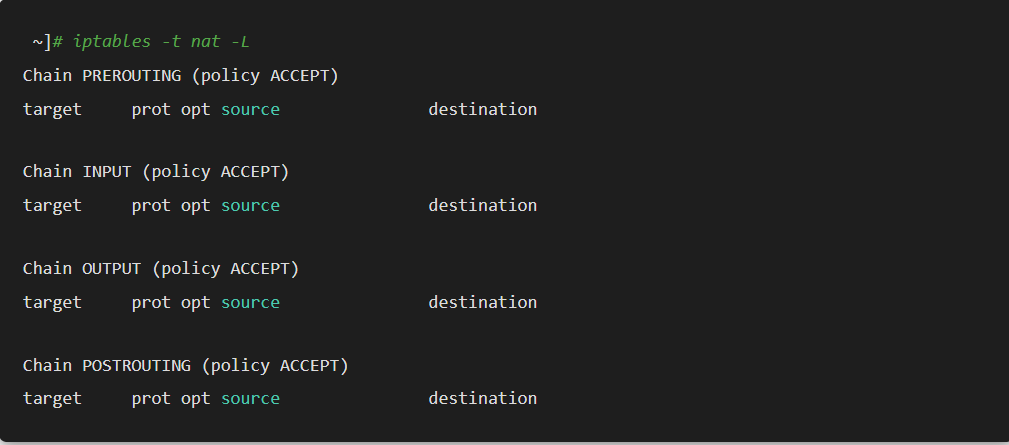 ~]# iptables -t nat -L
Chain PREROUTING (policy ACCEPT)
target     prot opt source               destination
Chain INPUT (policy ACCEPT)
target     prot opt source               destination
Chain OUTPUT (policy ACCEPT)
target     prot opt source               destination
Chain POSTROUTING (policy ACCEPT)
target     prot opt source               destination